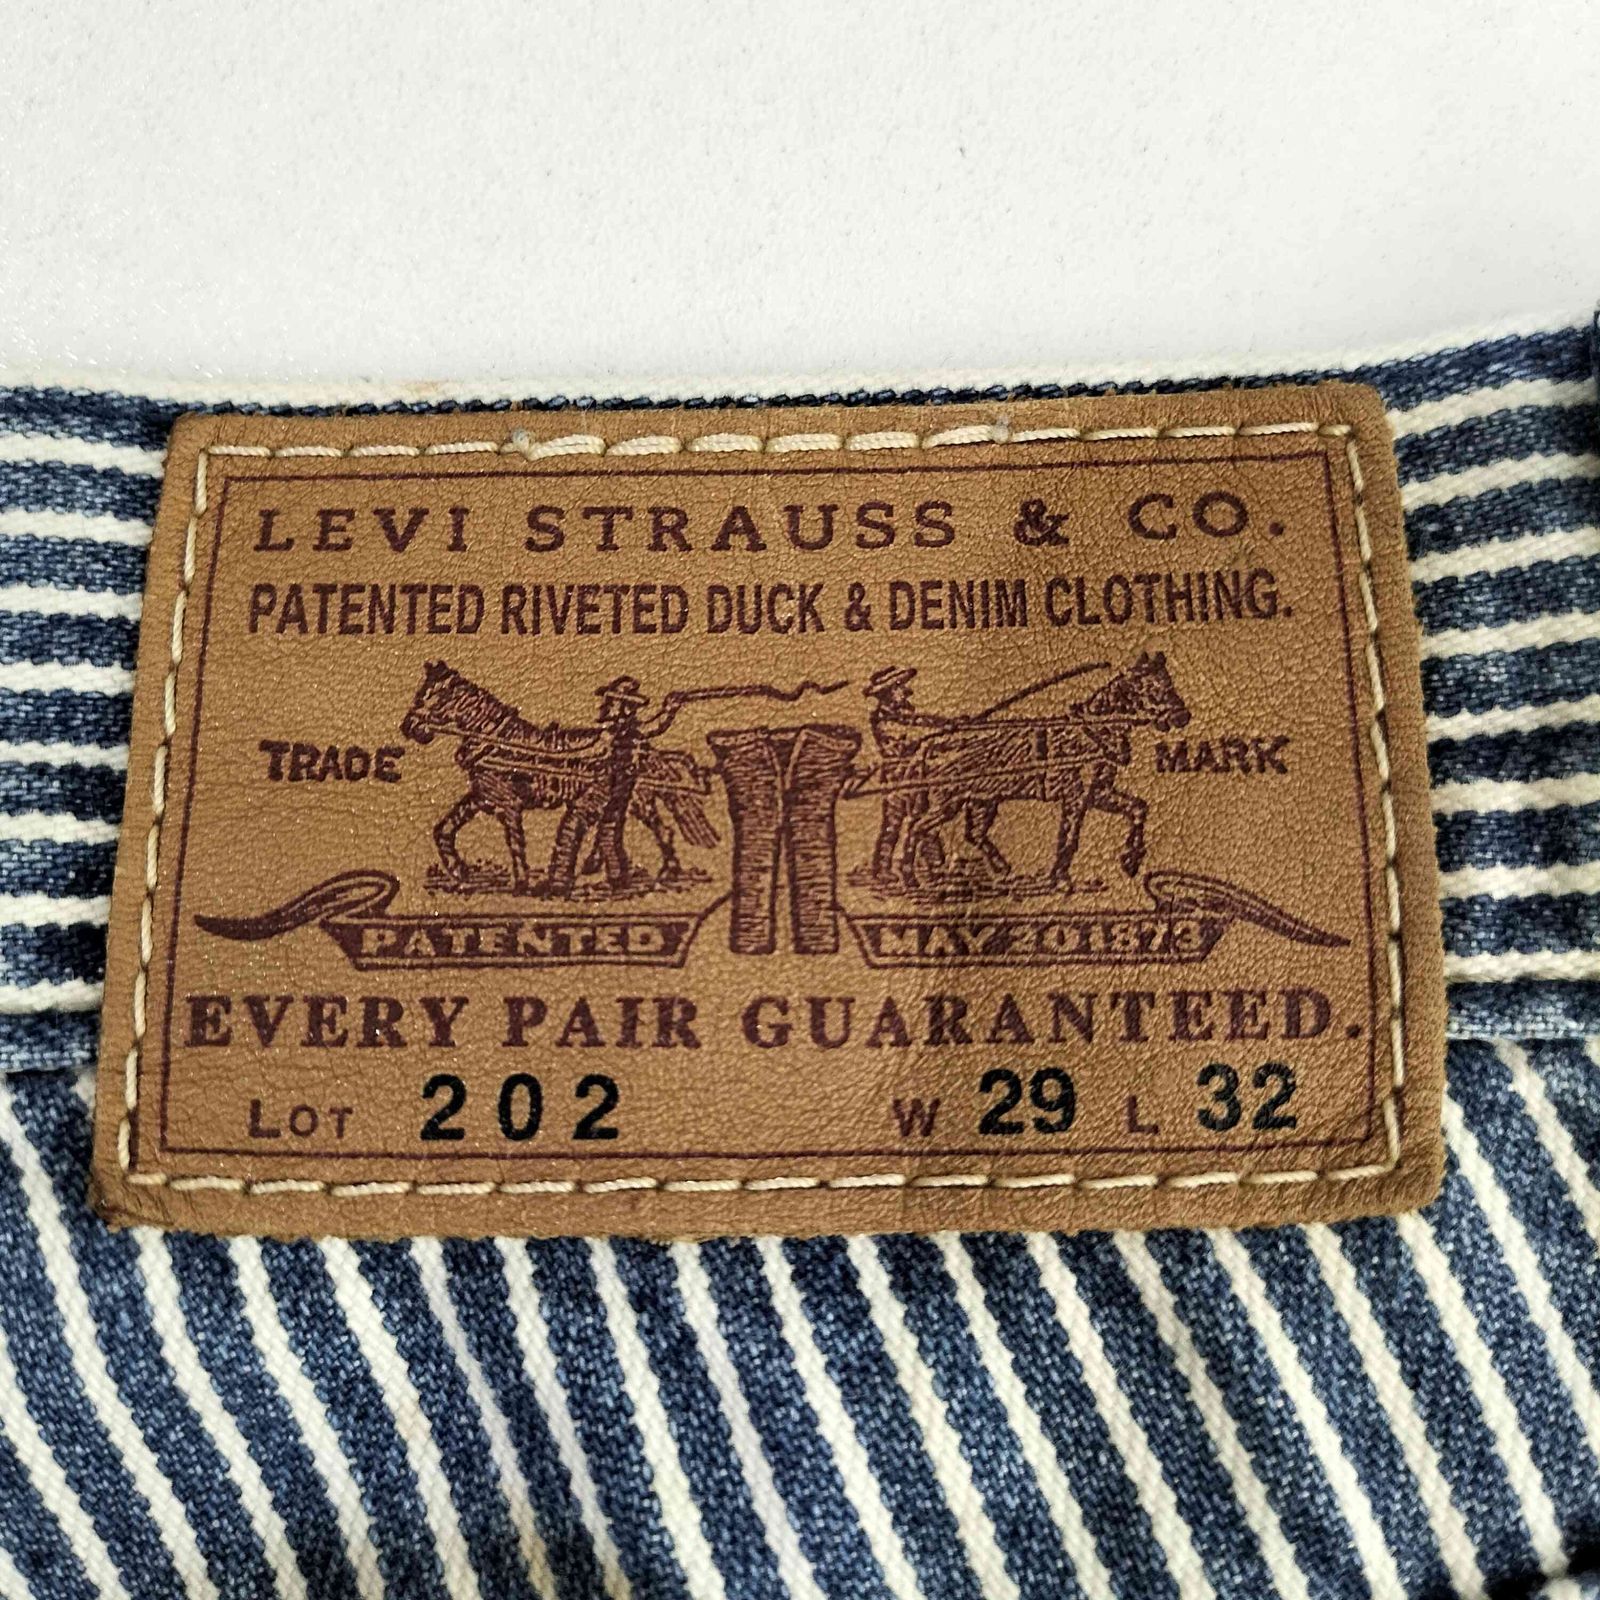 LEVI STRAUSS & CO.
PATENTED RIVETED DUCK & DENIM CLOTHING.
TRADE MARK
PATENTED MAY 20 1873
EVERY PAIR GUARANTEED.
LOT 202 W 29 L 32